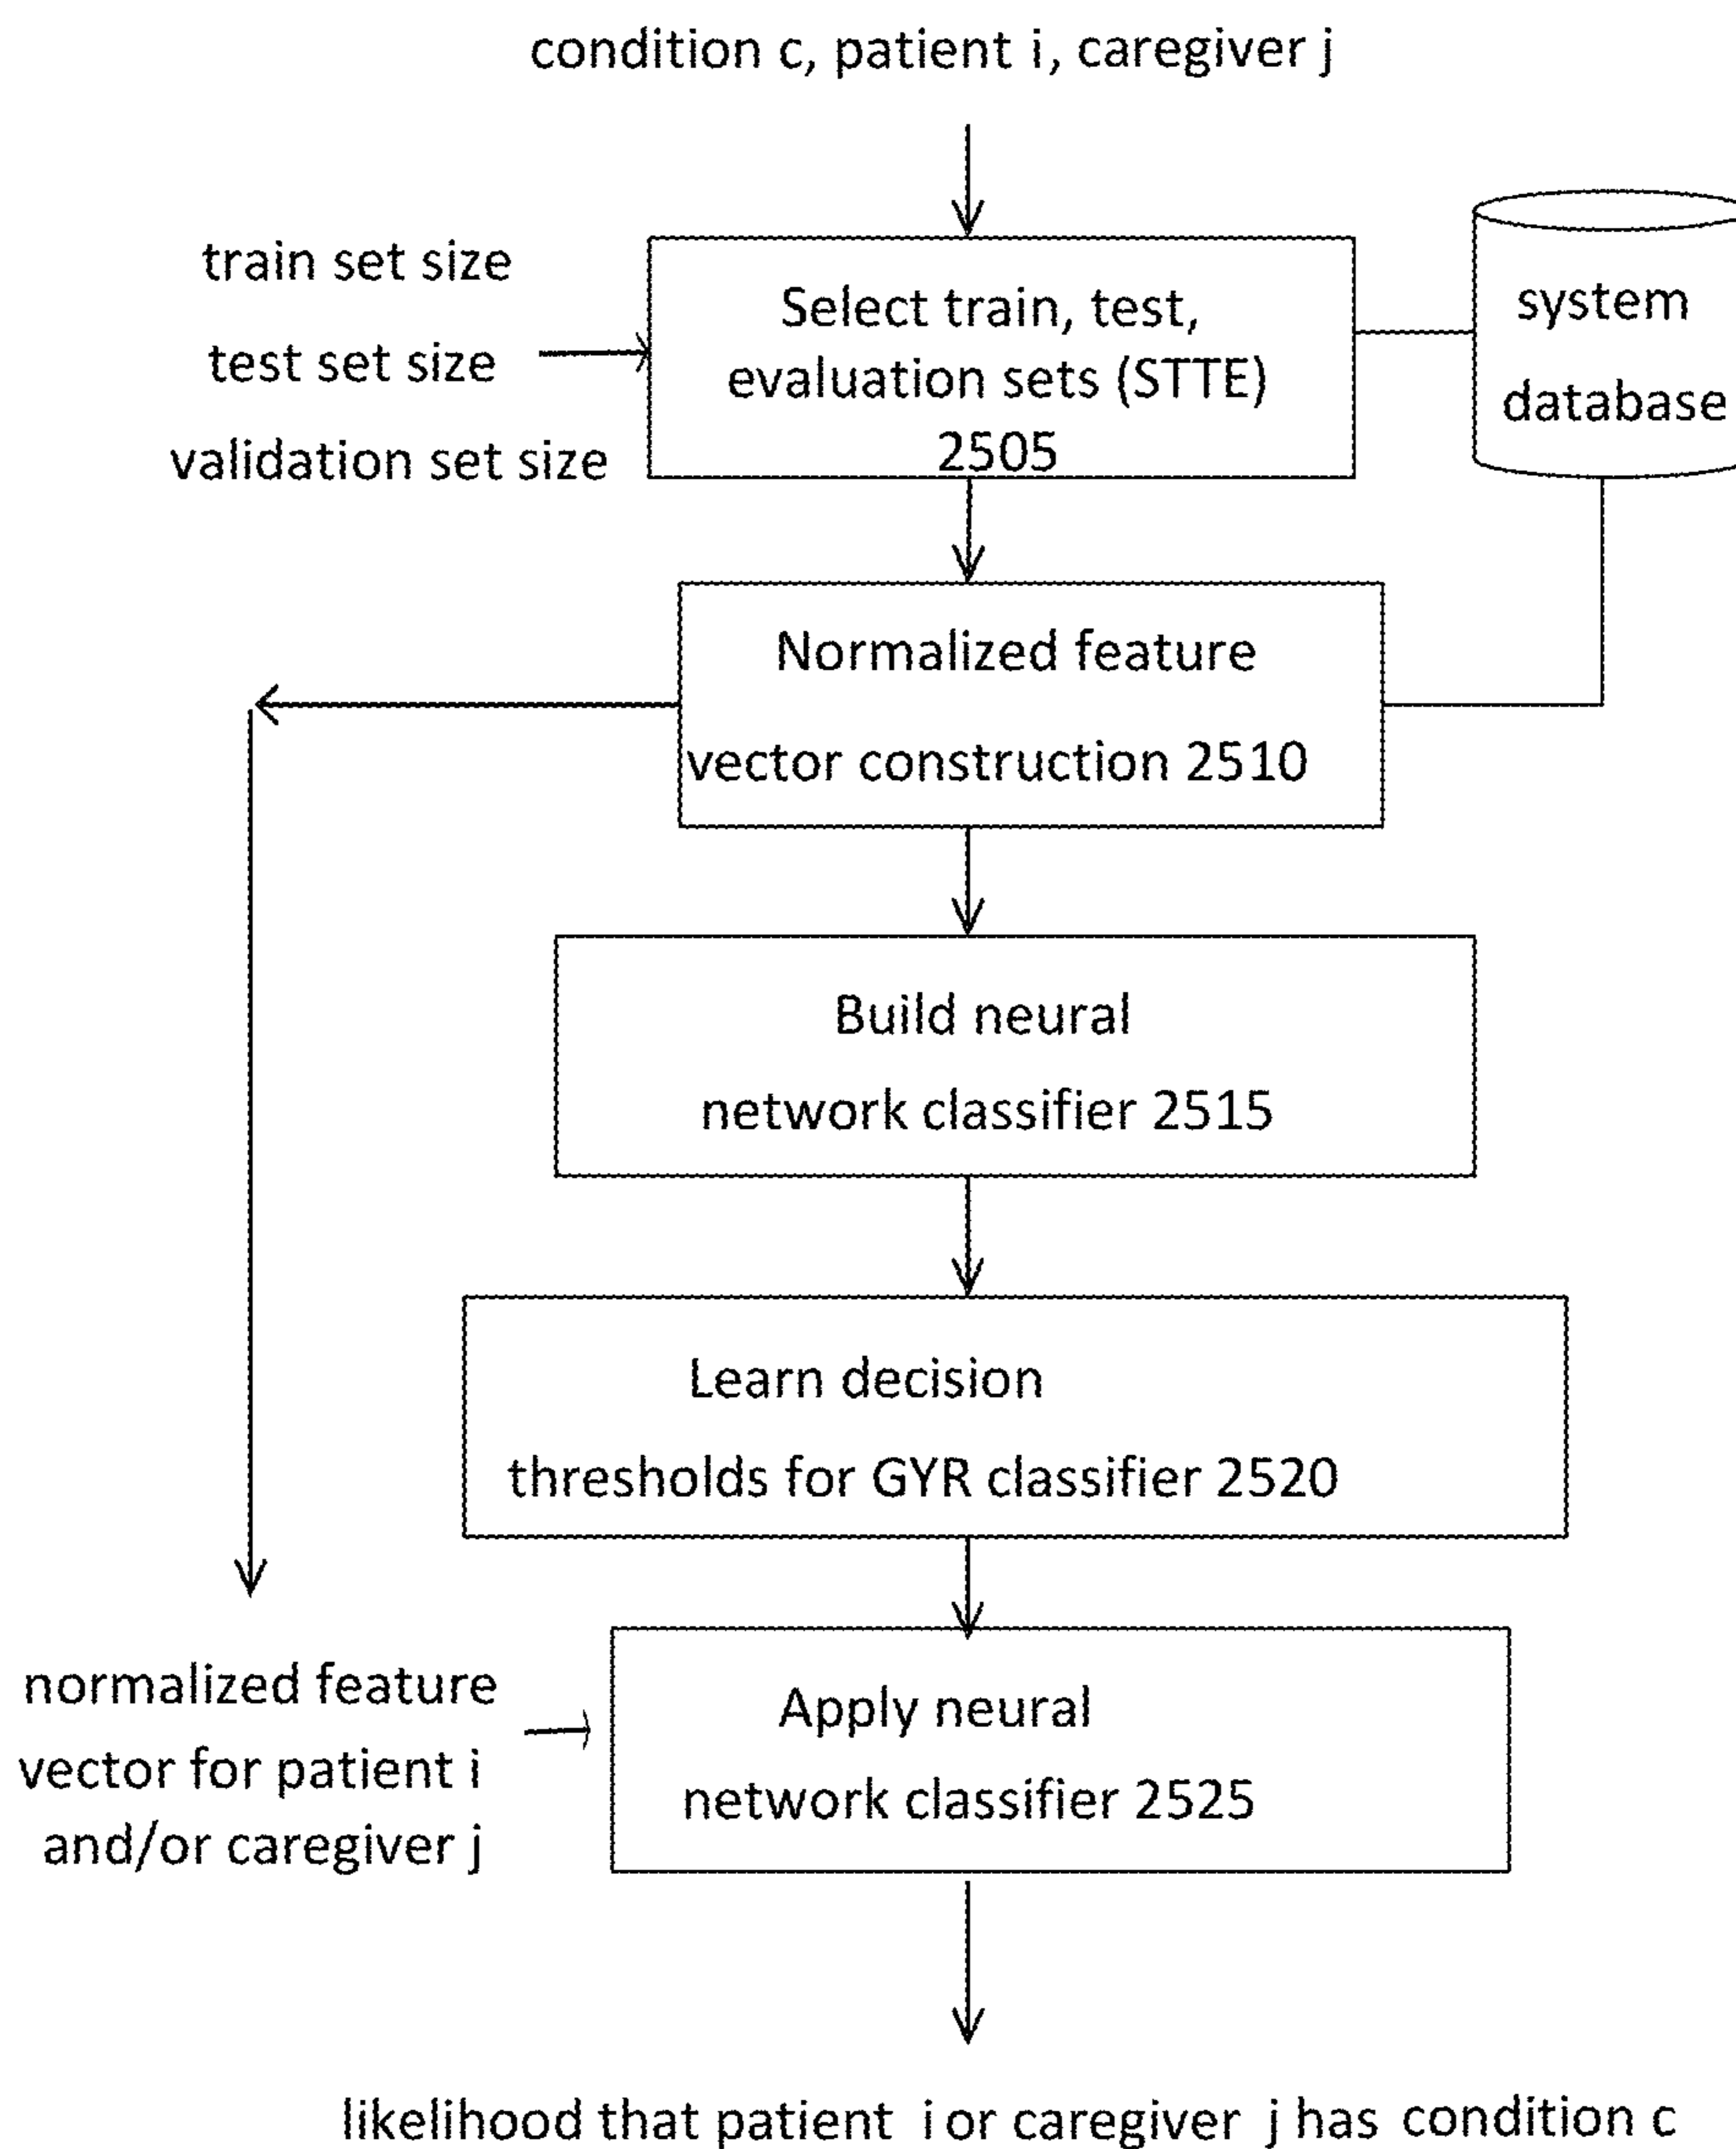 condition c, patient i, caregiver j
train set size
test set size
validation set size
Select train, test,
evaluation sets (STTE)
2505
system
database
Normalized feature
vector construction 2510
Build neural
network classifier 2515
Learn decision
thresholds for GYR classifier 2520
normalized feature
vector for patient i
and/or caregiver j
Apply neural
network classifier 2525
likelihood that patient i or caregiver j has condition c